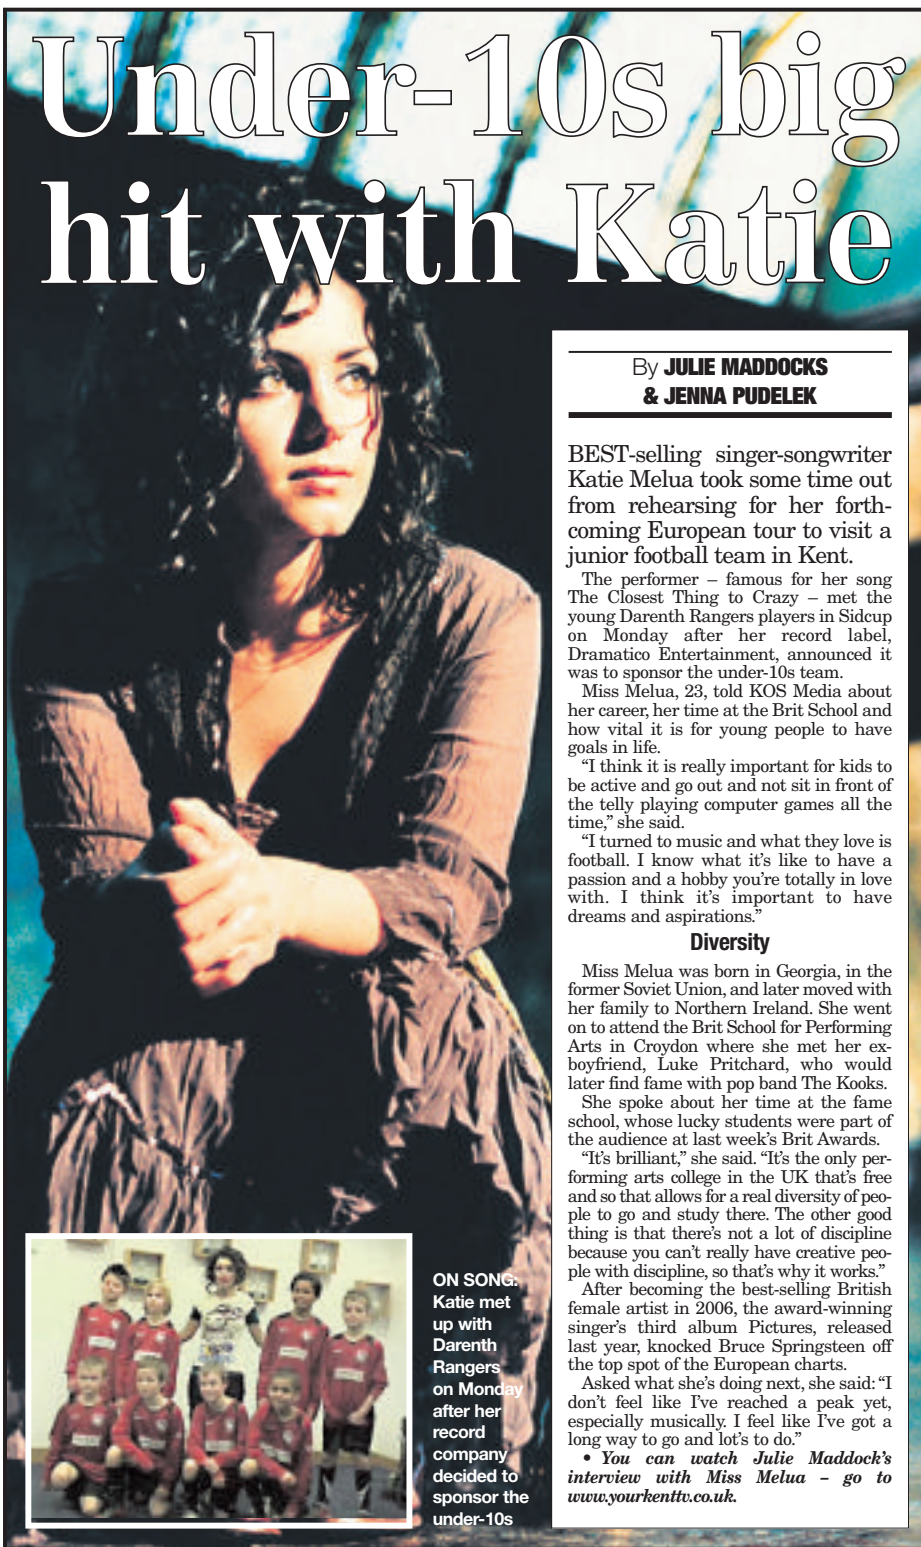 Under-10s big
hit with Katie
By JULIE MADDOCKS
& JENNA PUDELEK
BEST-selling singer-songwriter
Katie Melua took some time out
from rehearsing for her forth-
coming European tour to visit a
junior football team in Kent.
The performer – famous for her song
The Closest Thing to Crazy – met the
young Darenth Rangers players in Sidcup
on Monday after her record label,
Dramatico Entertainment, announced it
was to sponsor the under-10s team.
Miss Melua, 23, told KOS Media about
her career, her time at the Brit School and
how vital it is for young people to have
goals in life.
“I think it is really important for kids to
be active and go out and not sit in front of
the telly playing computer games all the
time,” she said.
“I turned to music and what they love is
football. I know what it’s like to have a
passion and a hobby you’re totally in love
with. I think it’s important to have
dreams and aspirations.”
Diversity
Miss Melua was born in Georgia, in the
former Soviet Union, and later moved with
her family to Northern Ireland. She went
on to attend the Brit School for Performing
Arts in Croydon where she met her ex-
boyfriend, Luke Pritchard, who would
later find fame with pop band The Kooks.
She spoke about her time at the fame
school, whose lucky students were part of
the audience at last week’s Brit Awards.
“It’s brilliant,” she said. “It’s the only per-
forming arts college in the UK that’s free
and so that allows for a real diversity of peo-
ple to go and study there. The other good
thing is that there’s not a lot of discipline
because you can’t really have creative peo-
ple with discipline, so that’s why it works.”
After becoming the best-selling British
female artist in 2006, the award-winning
singer’s third album Pictures, released
last year, knocked Bruce Springsteen off
the top spot of the European charts.
Asked what she’s doing next, she said: “I
don’t feel like I’ve reached a peak yet,
especially musically. I feel like I’ve got a
long way to go and lot’s to do.”
• You can watch Julie Maddock’s
interview with Miss Melua – go to
www.yourkenttv.co.uk.
ON SONG:
Katie met
up with
Darenth
Rangers
on Monday
after her
record
company
decided to
sponsor the
under-10s